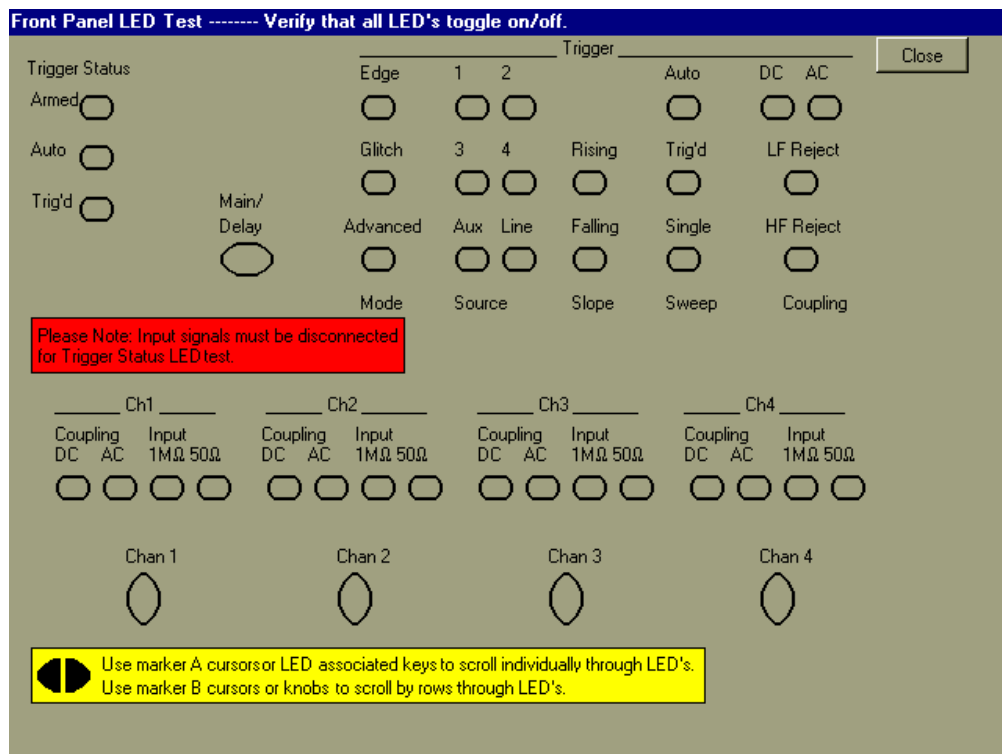 Front Panel LED Test -------- Verify that all LED's toggle on/off.
Close
Trigger Status
Armed
Auto
Trig'd
Main/
Delay
Trigger
Edge 1 2 Auto DC AC
Glitch 3 4 Rising Trig'd LF Reject
Advanced Aux Line Falling Single HF Reject
Mode Source Slope Sweep Coupling
Please Note: Input signals must be disconnected
for Trigger Status LED test.
Ch1 Ch2 Ch3 Ch4
Coupling Input Coupling Input Coupling Input Coupling Input
DC AC 1MΩ 50Ω DC AC 1MΩ 50Ω DC AC 1MΩ 50Ω DC AC 1MΩ 50Ω
Chan 1 Chan 2 Chan 3 Chan 4
Use marker A cursors or LED associated keys to scroll individually through LED's.
Use marker B cursors or knobs to scroll by rows through LED's.